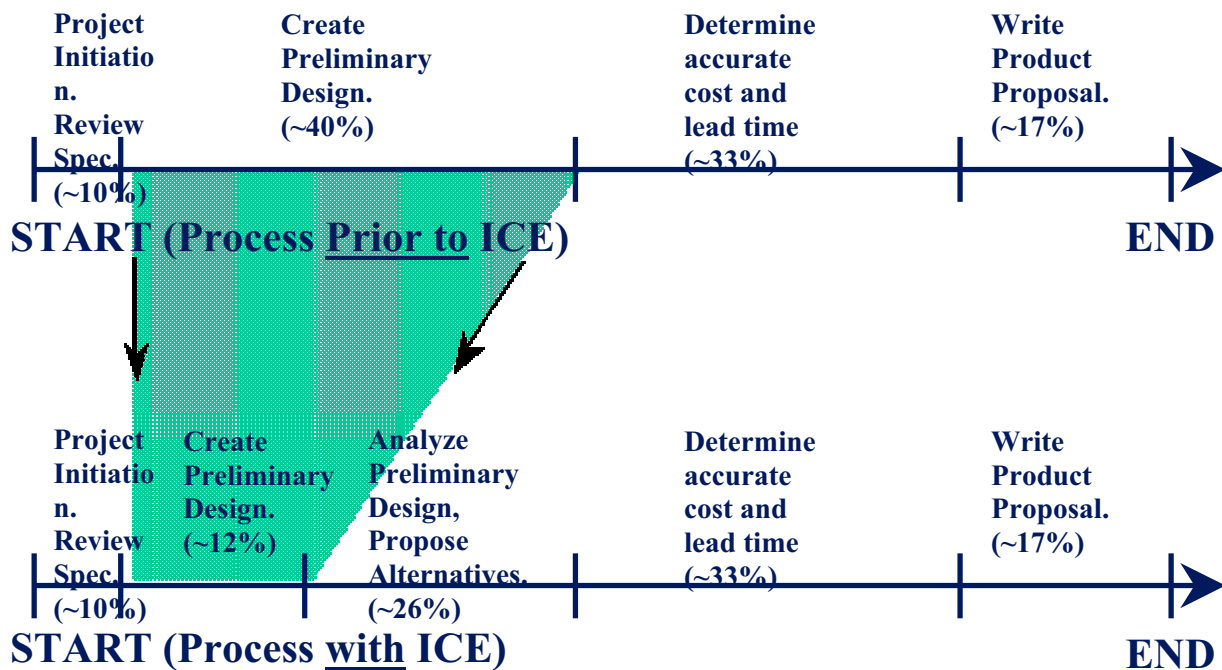 Project
Initiatio
n.
Review
Spec.
(~10%)
Create
Preliminary
Design.
(~40%)
Determine
accurate
cost and
lead time
(~33%)
Write
Product
Proposal.
(~17%)
START (Process Prior to ICE)
END
Project
Initiatio
n.
Review
Spec.
(~10%)
Create
Preliminary
Design.
(~12%)
Analyze
Preliminary
Design,
Propose
Alternatives.
(~26%)
Determine
accurate
cost and
lead time
(~33%)
Write
Product
Proposal.
(~17%)
START (Process with ICE)
END